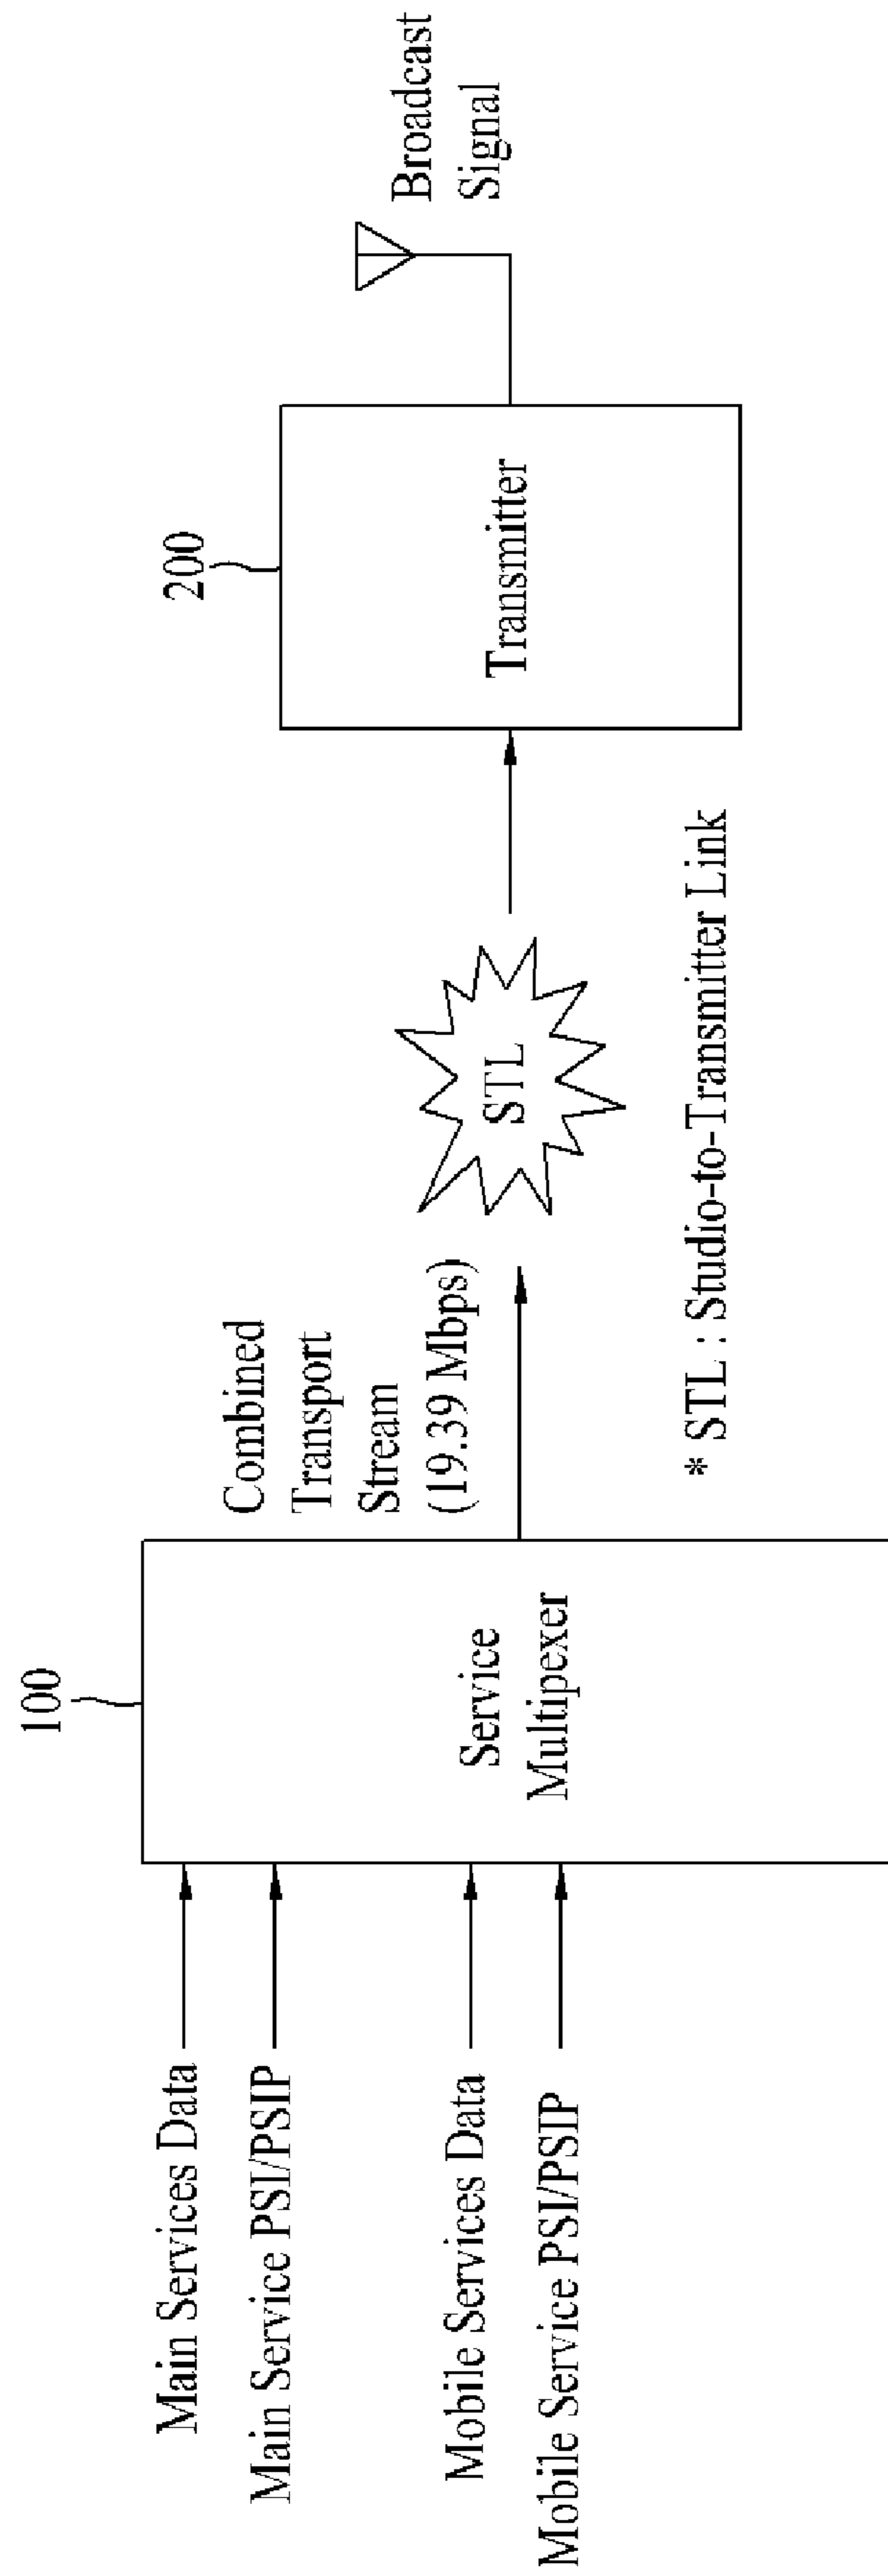 100
Main Services Data
Main Service PSI/PSIP
Mobile Services Data
Mobile Service PSI/PSIP
Service
Multipexer
Combined
Transport
Stream
(19.39 Mbps)
STL
* STL : Studio-to-Transmitter Link
200
Transmitter
Broadcast
Signal